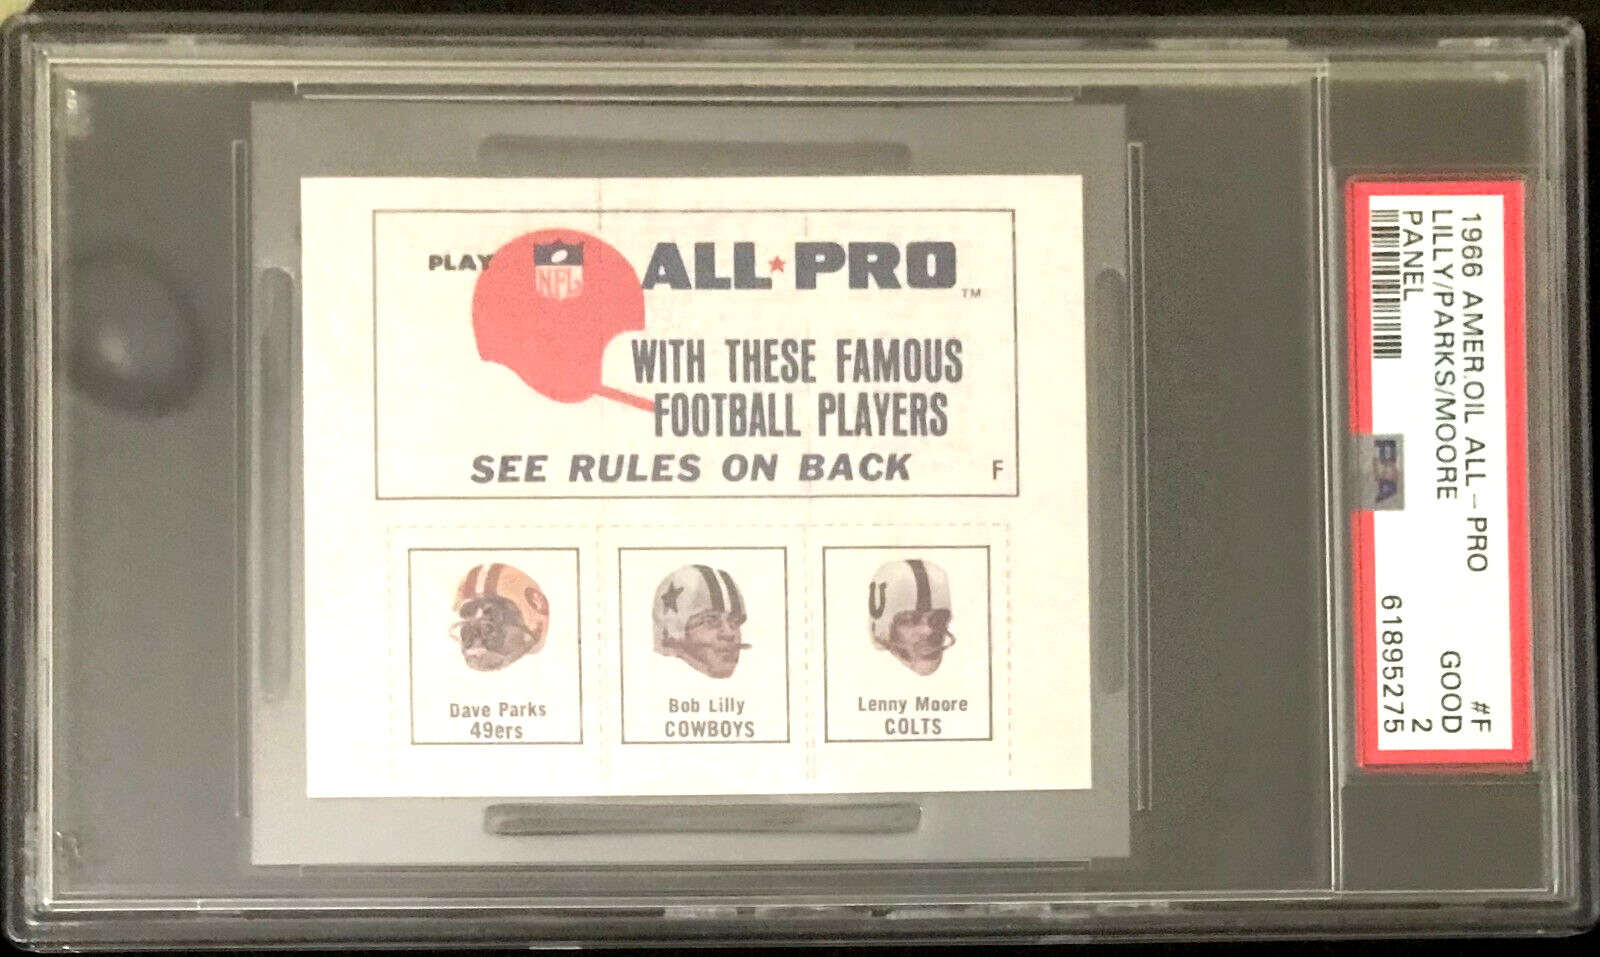 PLAY NFL ALL★PRO ™
WITH THESE FAMOUS
FOOTBALL PLAYERS
SEE RULES ON BACK F
Dave Parks
49ers
Bob Lilly
COWBOYS
Lenny Moore
COLTS
1966 AMER.OIL ALL-PRO #F
LILLY/PARKS/MOORE GOOD
PANEL 2
61895275
PSA